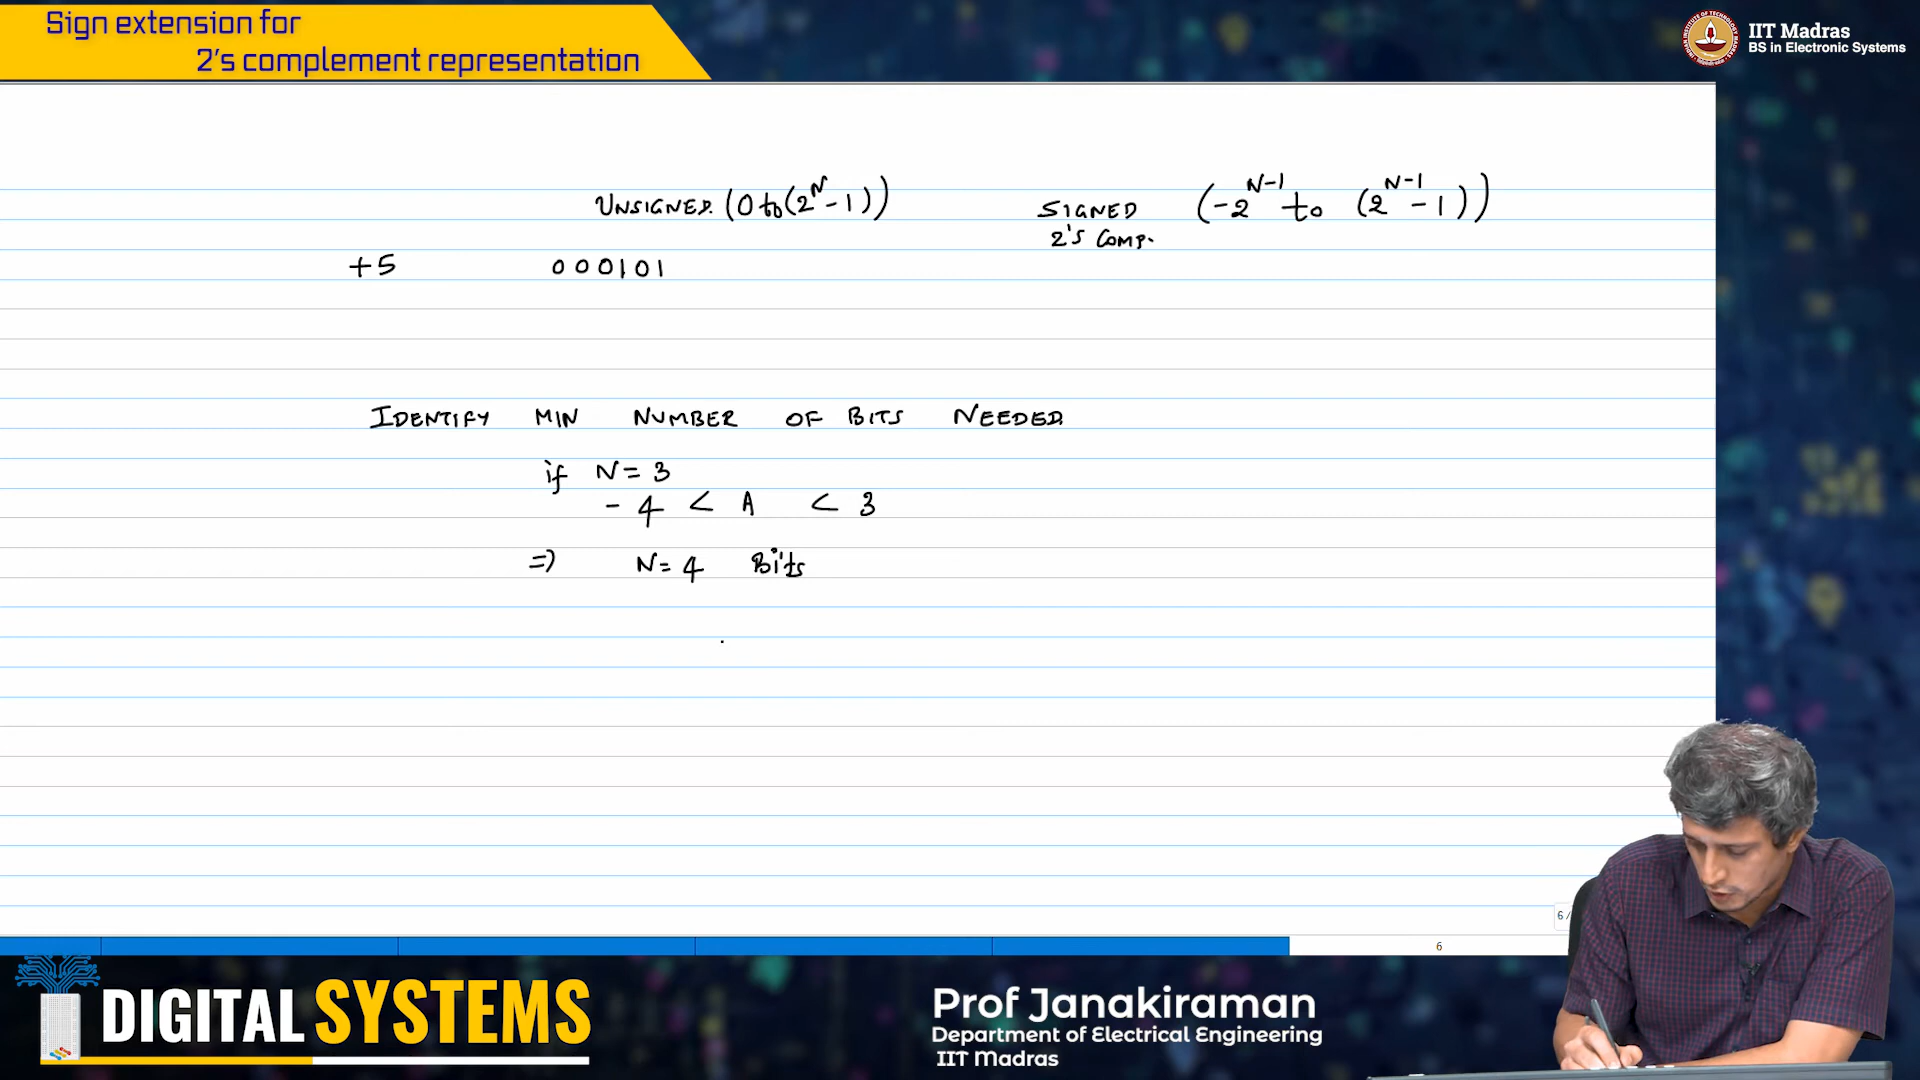 Sign extension for
2's complement representation
IIT Madras
BS in Electronic Systems
UNSIGNED. (0 to (2^N - 1))
SIGNED (-2^N-1 to (2^N-1 - 1))
2's COMP.
+5 000101
IDENTIFY MIN NUMBER OF BITS NEEDED
if N = 3
- 4 < A < 3
=> N = 4 Bits
6 /
6
DIGITAL SYSTEMS
Prof Janakiraman
Department of Electrical Engineering
IIT Madras